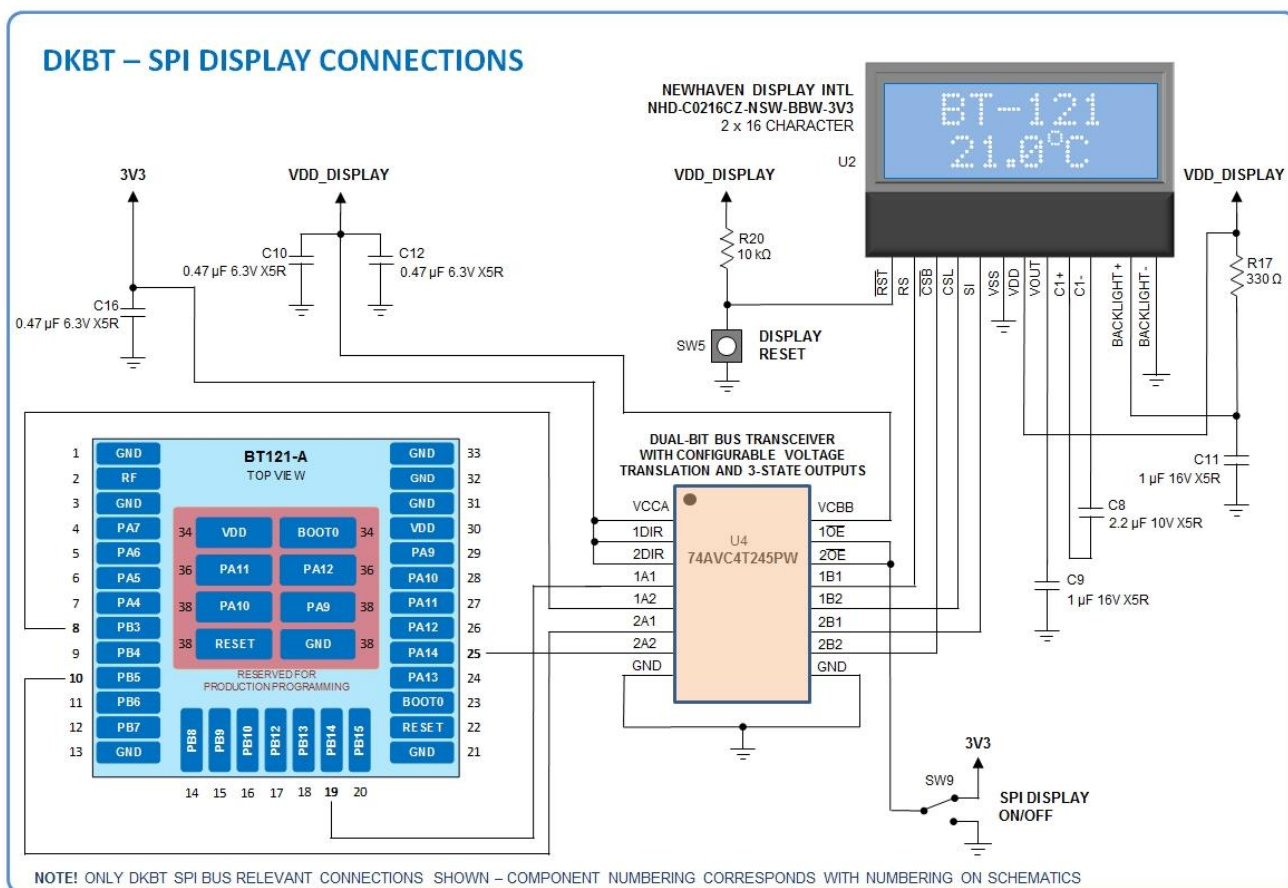 DKBT – SPI DISPLAY CONNECTIONS
NEWHAVEN DISPLAY INTL
NHD-C0216CZ-NSW-BBW-3V3
2 x 16 CHARACTER
U2
BT-121
21.0°C
3V3
VDD_DISPLAY
VDD_DISPLAY
VDD_DISPLAY
C10
0.47 µF 6.3V X5R
C12
0.47 µF 6.3V X5R
C16
0.47 µF 6.3V X5R
R20
10 kΩ
R17
330 Ω
RST
RS
CSB
CSL
SI
VSS
VDD
VOUT
C1+
C1-
BACKLIGHT +
BACKLIGHT -
SW5
DISPLAY
RESET
C11
1 µF 16V X5R
C8
2.2 µF 10V X5R
C9
1 µF 16V X5R
DUAL-BIT BUS TRANSCEIVER
WITH CONFIGURABLE VOLTAGE
TRANSLATION AND 3-STATE OUTPUTS
U4
74AVC4T245PW
VCCA
1DIR
2DIR
1A1
1A2
2A1
2A2
GND
VCBB
1OE
2OE
1B1
1B2
2B1
2B2
GND
BT121-A
TOP VIEW
1 GND
2 RF
3 GND
4 PA7
5 PA6
6 PA5
7 PA4
8 PB3
9 PB4
10 PB5
11 PB6
12 PB7
13 GND
34 VDD BOOT0 34
36 PA11 PA12 36
38 PA10 PA9 38
38 RESET GND 38
RESERVED FOR
PRODUCTION PROGRAMMING
GND 33
GND 32
GND 31
VDD 30
PA9 29
PA10 28
PA11 27
PA12 26
PA14 25
PA13 24
BOOT0 23
RESET 22
GND 21
PB8 PB9 PB10 PB12 PB13 PB14 PB15
14 15 16 17 18 19 20
3V3
SW9
SPI DISPLAY
ON/OFF
NOTE! ONLY DKBT SPI BUS RELEVANT CONNECTIONS SHOWN – COMPONENT NUMBERING CORRESPONDS WITH NUMBERING ON SCHEMATICS